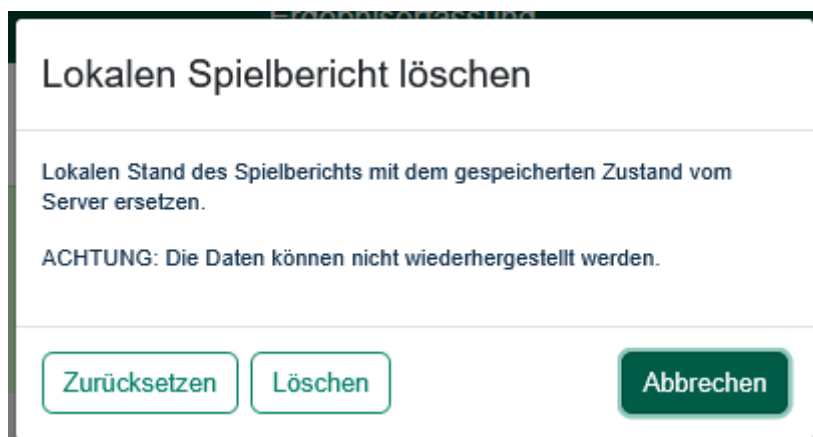 Ergebniserfassung
Lokalen Spielbericht löschen
Lokalen Stand des Spielberichts mit dem gespeicherten Zustand vom
Server ersetzen.
ACHTUNG: Die Daten können nicht wiederhergestellt werden.
Zurücksetzen
Löschen
Abbrechen